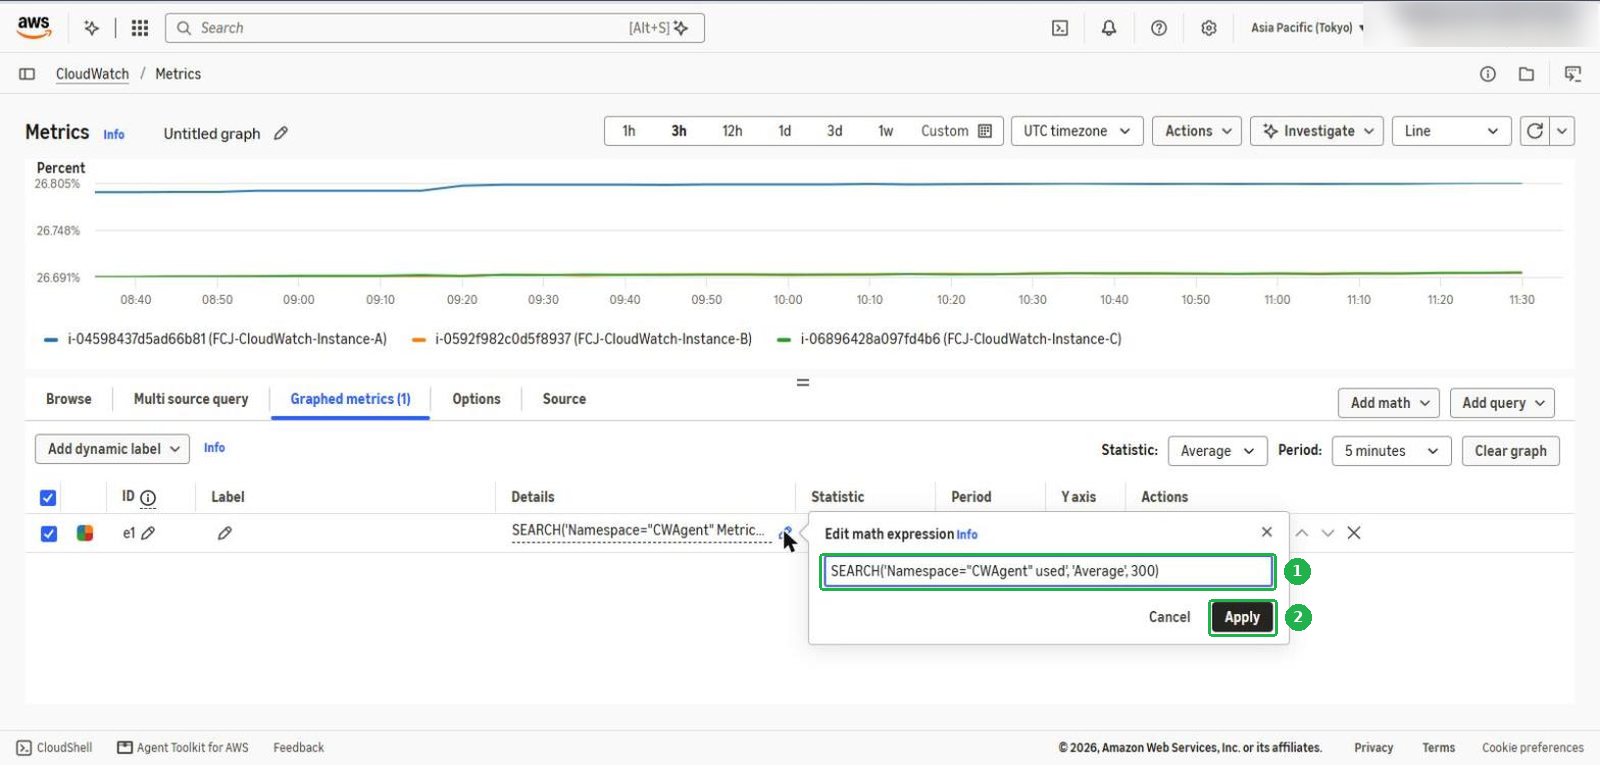 aws
Search [Alt+S]
Asia Pacific (Tokyo)
CloudWatch / Metrics
Metrics Info Untitled graph
1h 3h 12h 1d 3d 1w Custom UTC timezone Actions Investigate Line
Percent
26.805%
26.748%
26.691%
08:40 08:50 09:00 09:10 09:20 09:30 09:40 09:50 10:00 10:10 10:20 10:30 10:40 10:50 11:00 11:10 11:20 11:30
i-04598437d5ad66b81 (FCJ-CloudWatch-Instance-A) i-0592f982c0d5f8937 (FCJ-CloudWatch-Instance-B) i-06896428a097fd4b6 (FCJ-CloudWatch-Instance-C)
Browse Multi source query Graphed metrics (1) Options Source Add math Add query
Add dynamic label Info Statistic: Average Period: 5 minutes Clear graph
ID Label Details Statistic Period Y axis Actions
e1 SEARCH('Namespace="CWAgent" Metric...
Edit math expression Info
SEARCH('Namespace="CWAgent" used', 'Average', 300) 1
Cancel Apply 2
CloudShell Agent Toolkit for AWS Feedback © 2026, Amazon Web Services, Inc. or its affiliates. Privacy Terms Cookie preferences